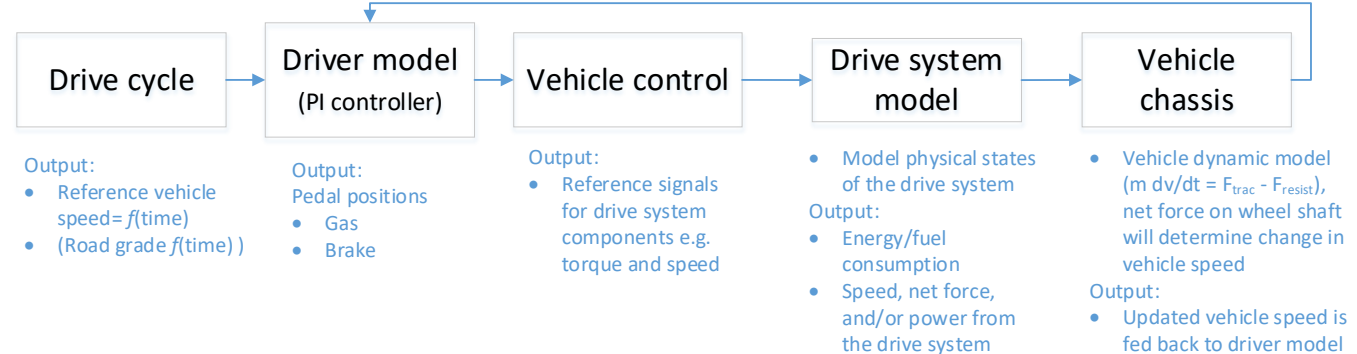 Drive cycle
Output:
• Reference vehicle
speed= f(time)
• (Road grade f(time) )
Driver model
(PI controller)
Output:
Pedal positions
• Gas
• Brake
Vehicle control
Output:
• Reference signals
for drive system
components e.g.
torque and speed
Drive system
model
• Model physical states
of the drive system
Output:
• Energy/fuel
consumption
• Speed, net force,
and/or power from
the drive system
Vehicle
chassis
• Vehicle dynamic model
(m dv/dt = Ftrac - Fresist),
net force on wheel shaft
will determine change in
vehicle speed
Output:
• Updated vehicle speed is
fed back to driver model